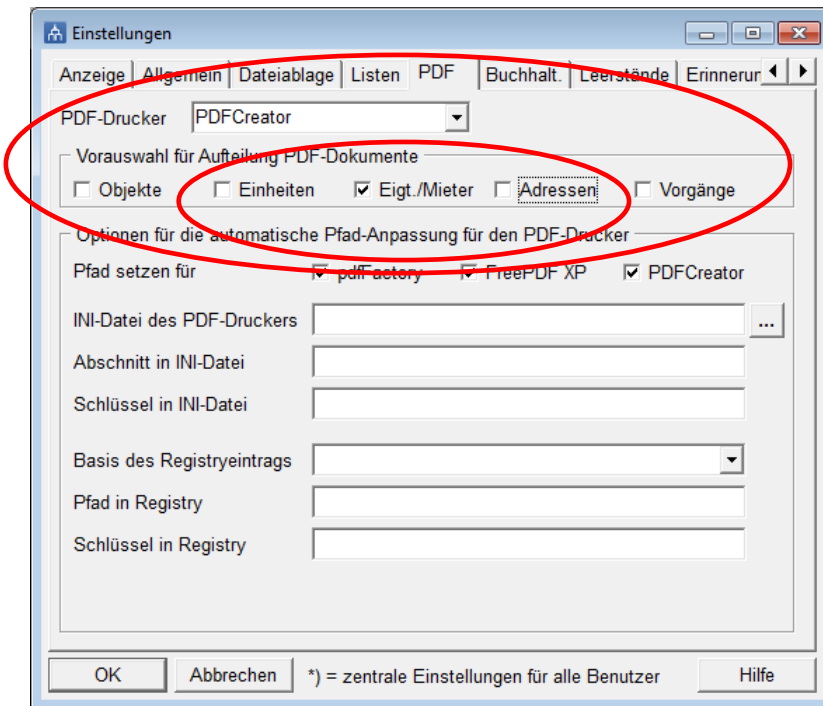 Einstellungen
Anzeige Allgemein Dateiablage Listen PDF Buchhalt. Leerstände Erinnerun
PDF-Drucker PDFCreator
Vorauswahl für Aufteilung PDF-Dokumente
Objekte Einheiten Eigt./Mieter Adressen Vorgänge
Optionen für die automatische Pfad-Anpassung für den PDF-Drucker
Pfad setzen für pdfFactory FreePDF XP PDFCreator
INI-Datei des PDF-Druckers ...
Abschnitt in INI-Datei
Schlüssel in INI-Datei
Basis des Registryeintrags
Pfad in Registry
Schlüssel in Registry
OK Abbrechen *) = zentrale Einstellungen für alle Benutzer Hilfe